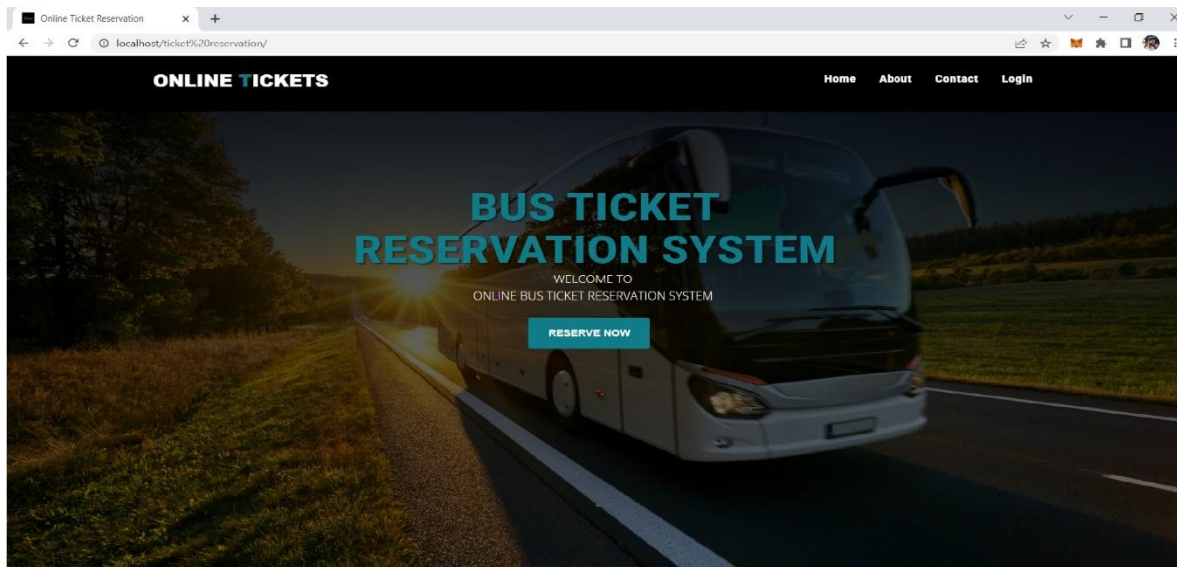 Online Ticket Reservation
localhost/ticket%20reservation/
ONLINE TICKETS
Home About Contact Login
BUS TICKET
RESERVATION SYSTEM
WELCOME TO
ONLINE BUS TICKET RESERVATION SYSTEM
RESERVE NOW